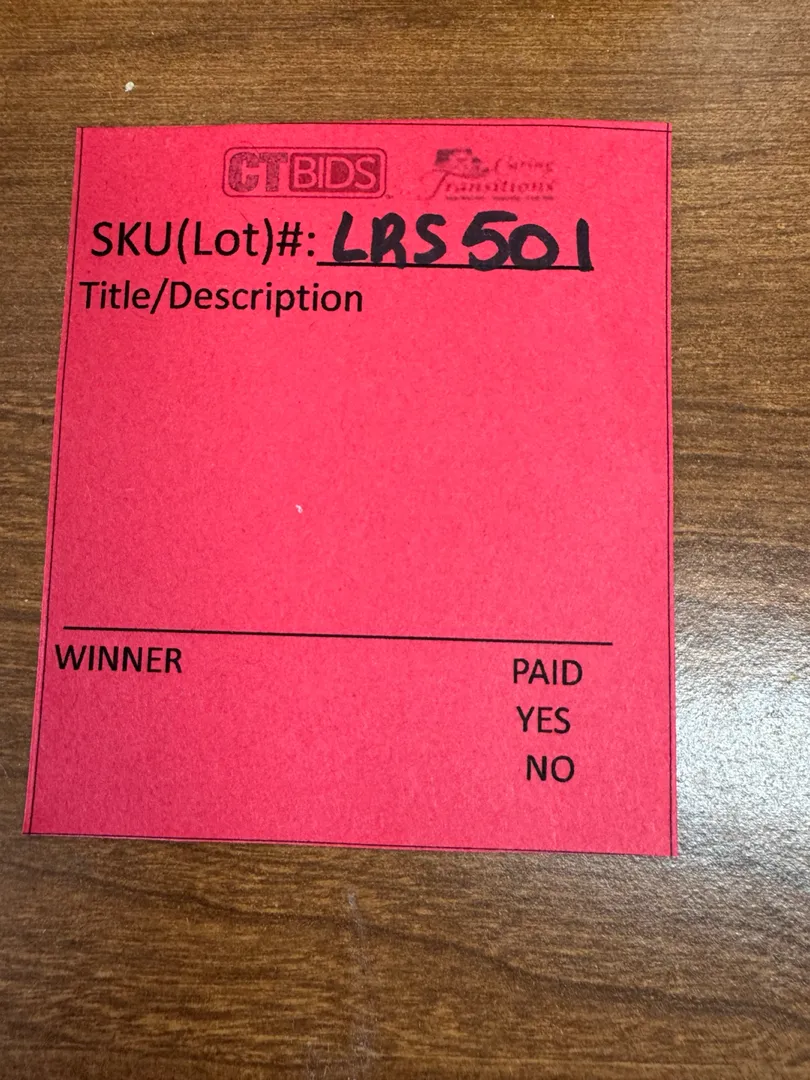 CTBIDS Caring
Transitions
SKU(Lot)#: LRS501
Title/Description
WINNER PAID
YES
NO